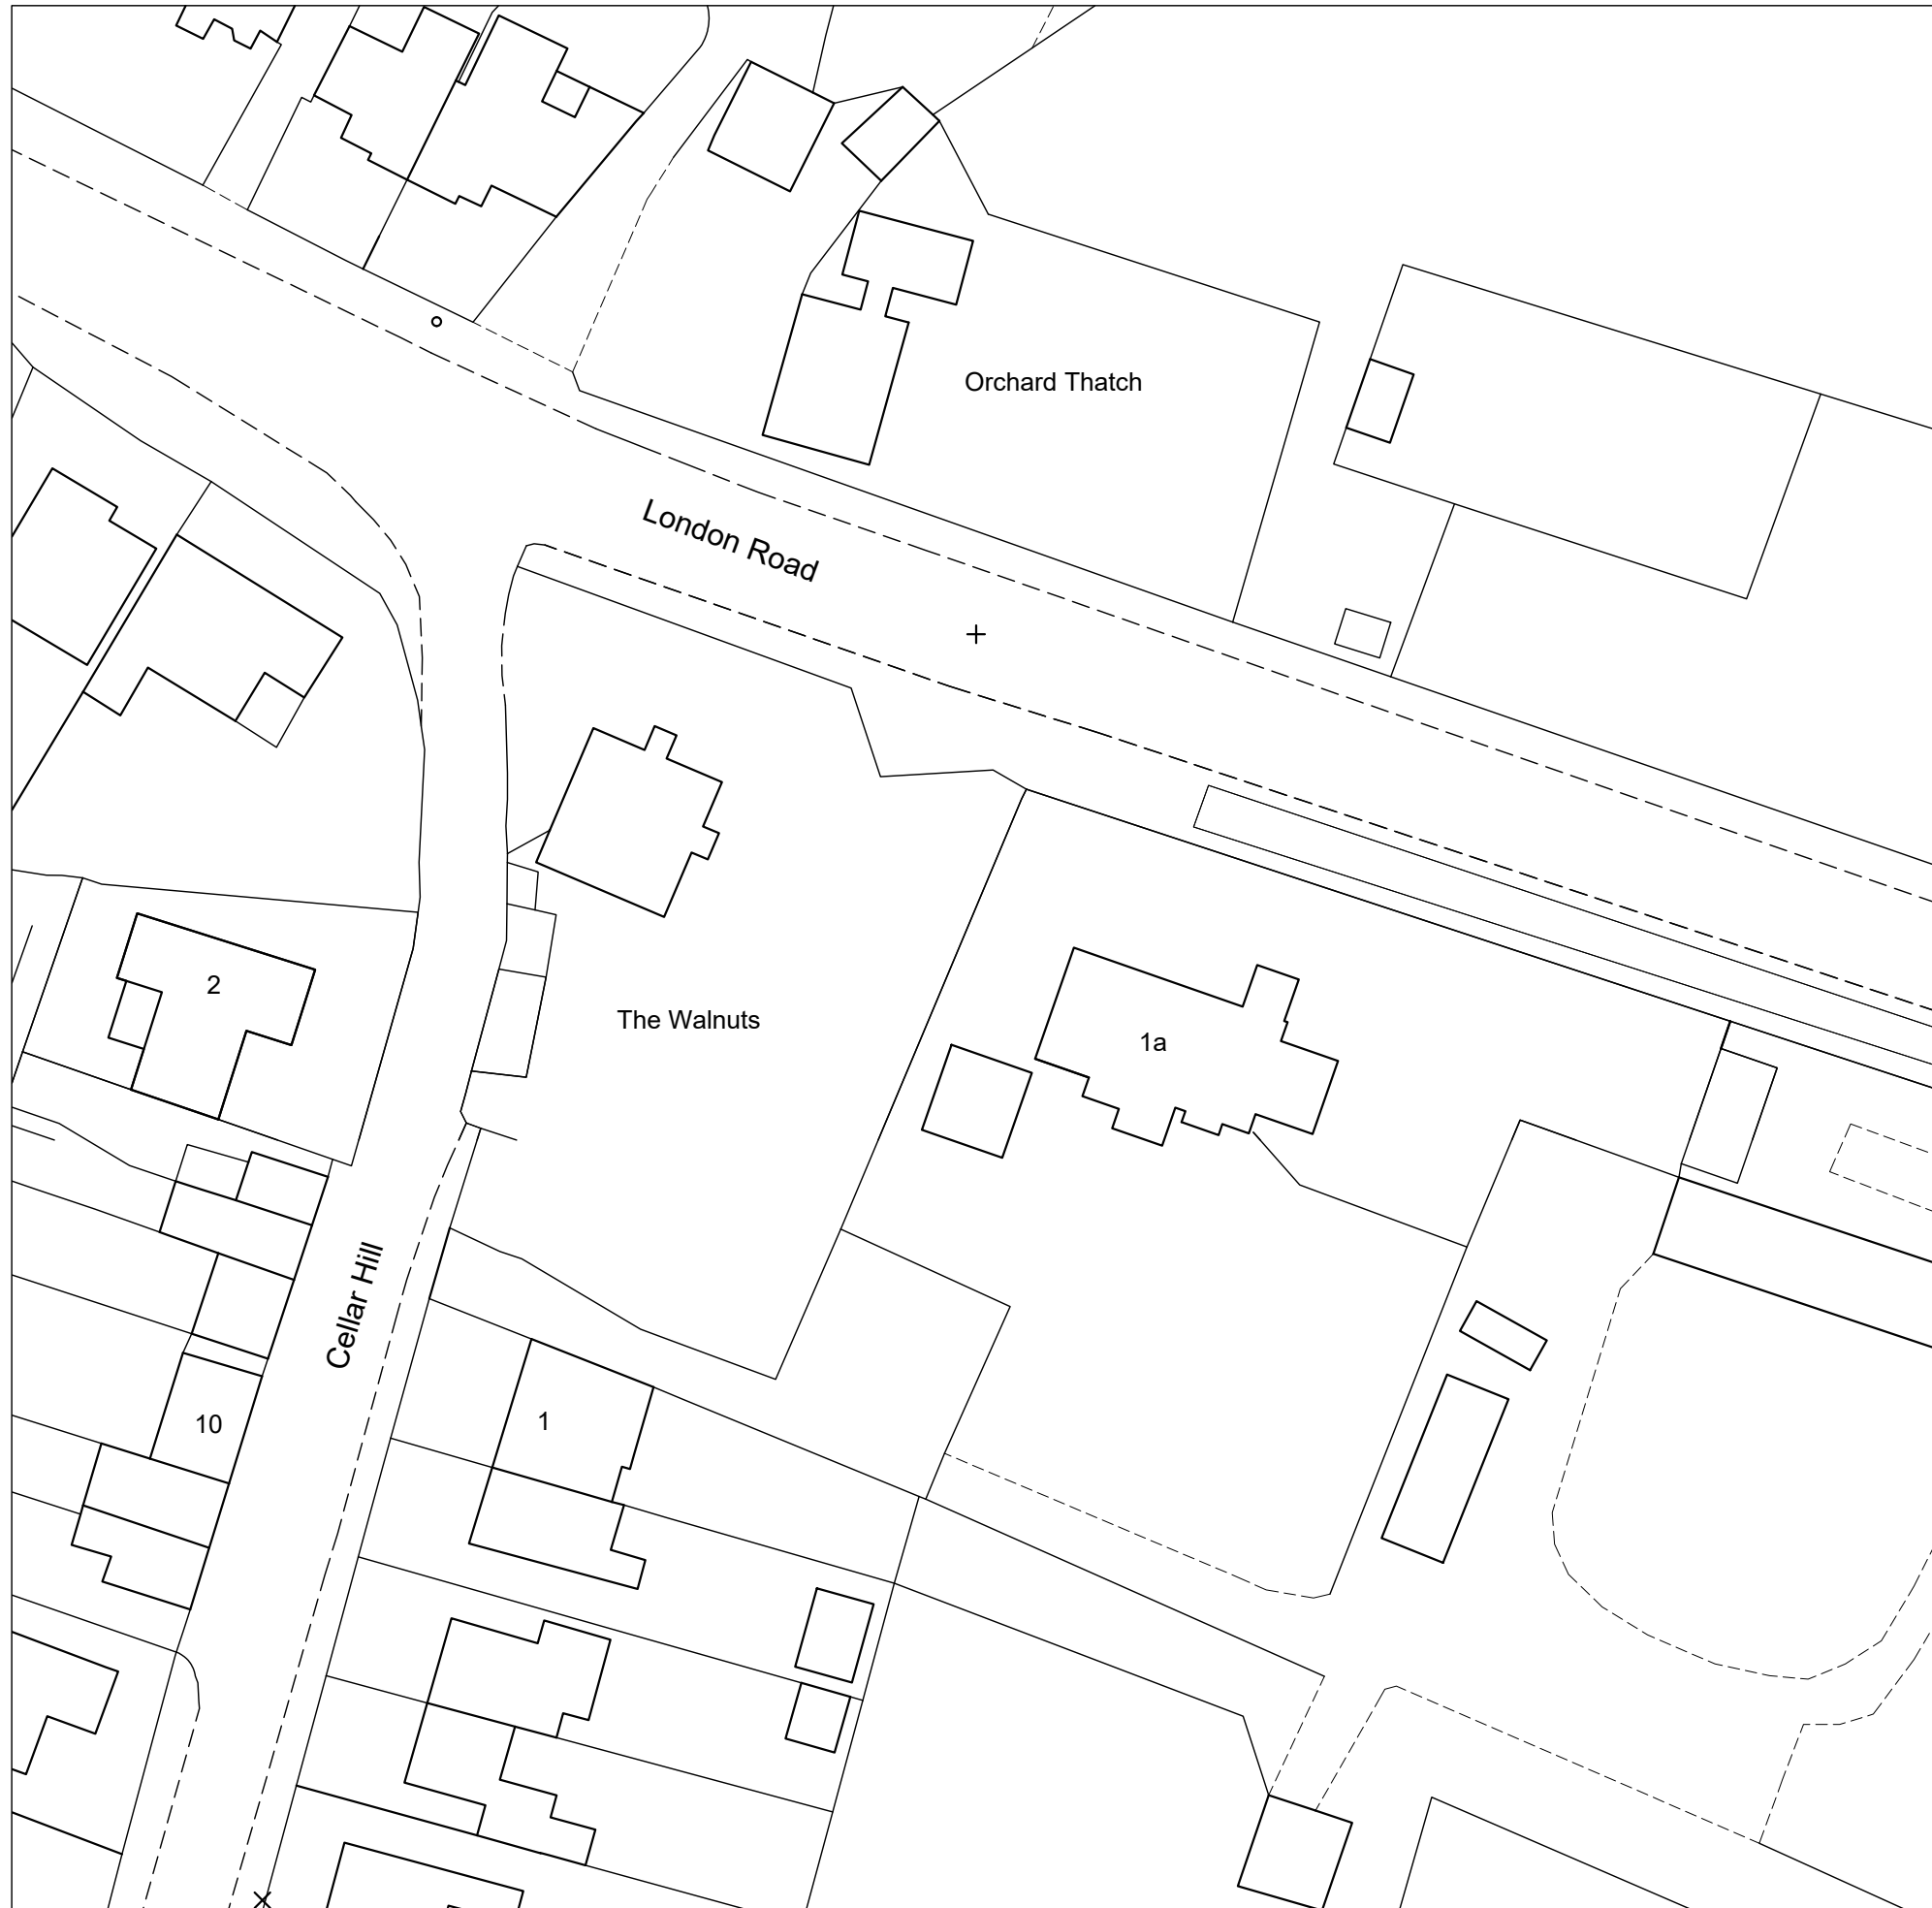 Orchard Thatch
London Road
2
The Walnuts
1a
Cellar Hill
10
1